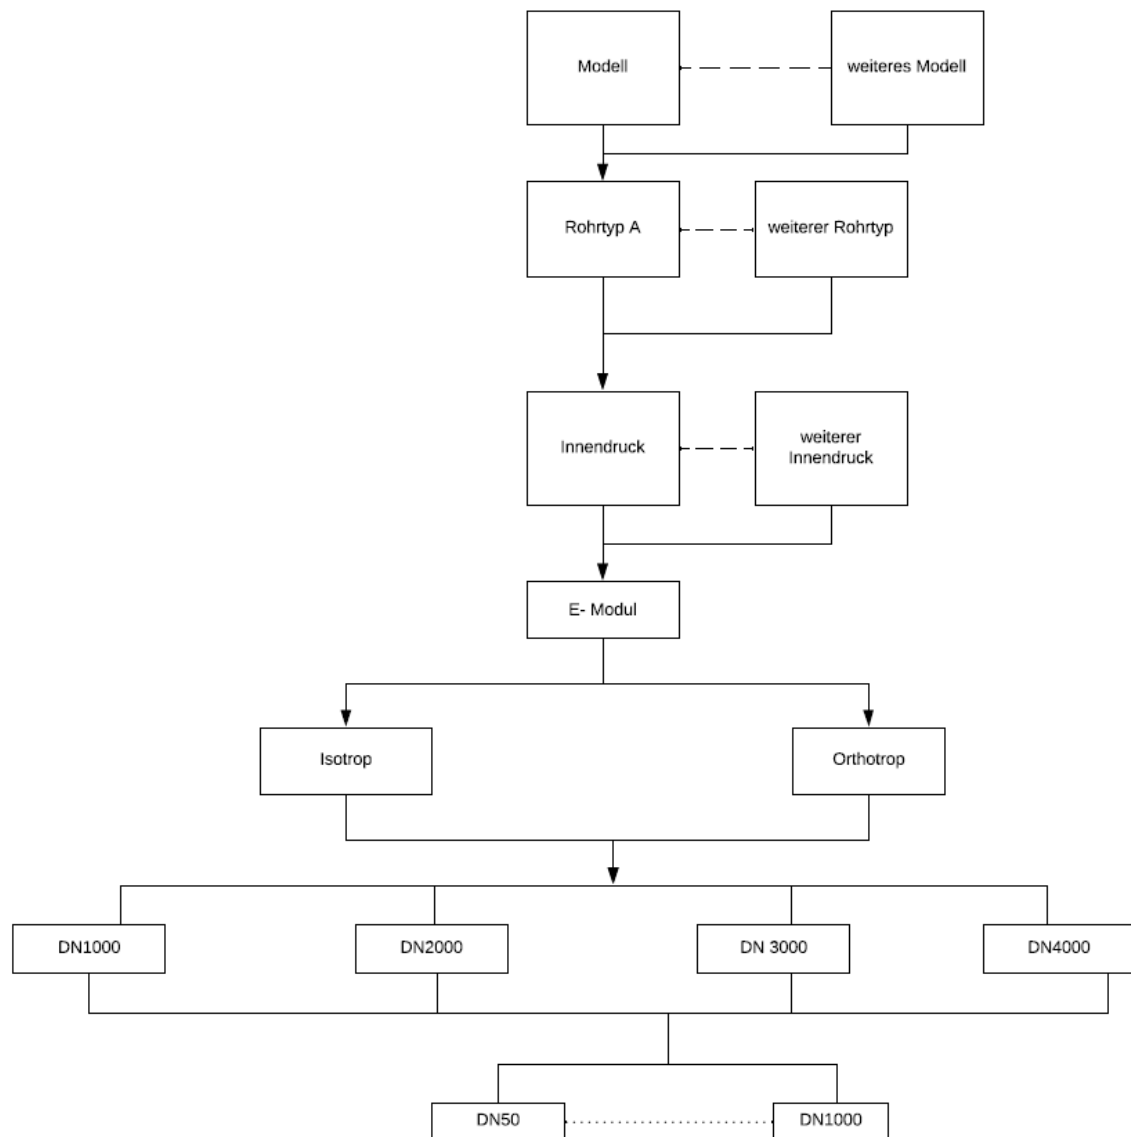 Modell
weiteres Modell
Rohrtyp A
weiterer Rohrtyp
Innendruck
weiterer
Innendruck
E- Modul
Isotrop
Orthotrop
DN1000
DN2000
DN 3000
DN4000
DN50
DN1000